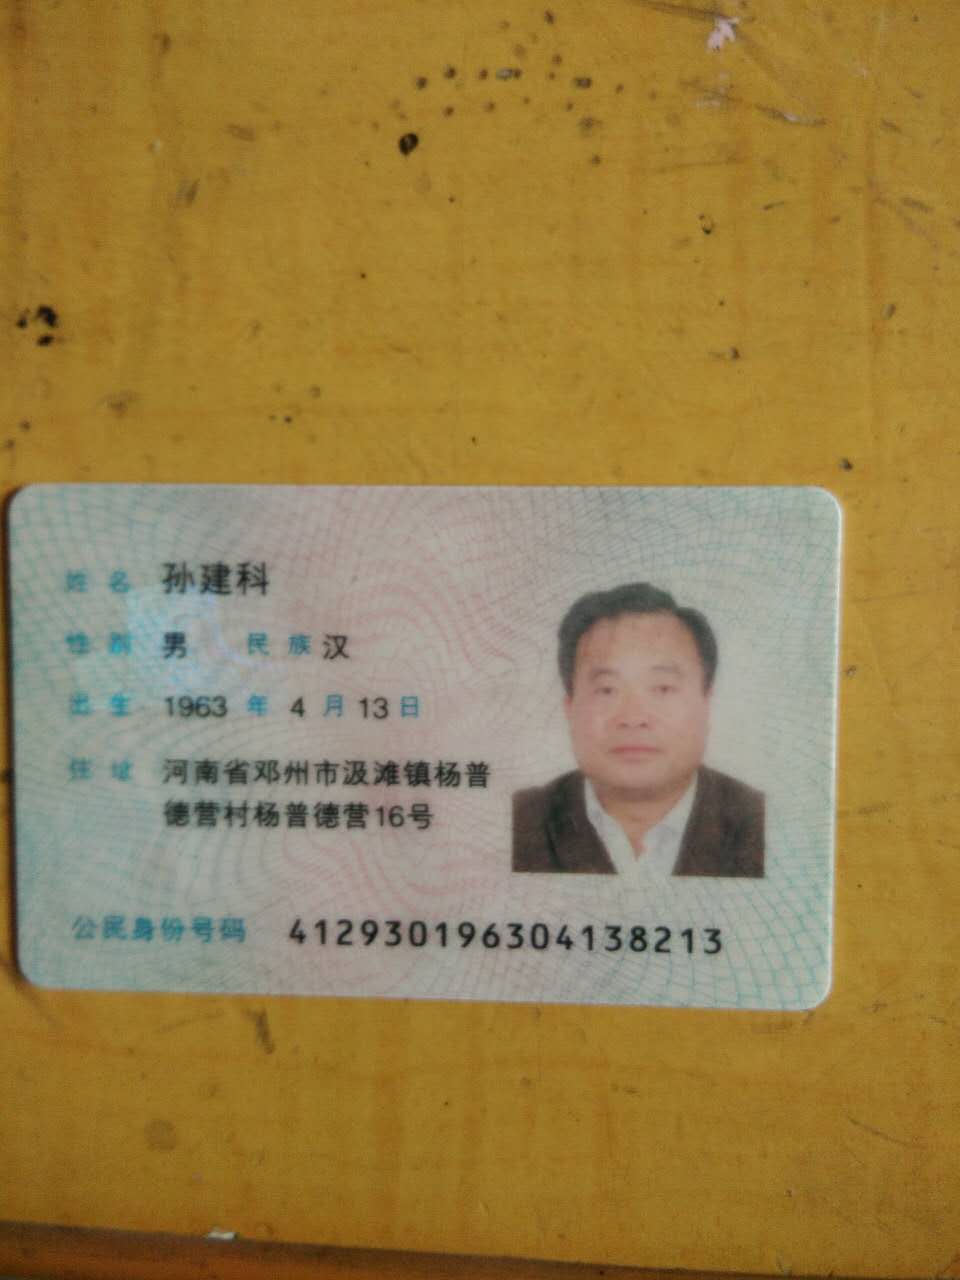 姓名 孙建科
性别 男 民族 汉
出生 1963 年 4 月 13 日
住址 河南省邓州市汲滩镇杨普
德营村杨普德营16号
公民身份号码 412930196304138213